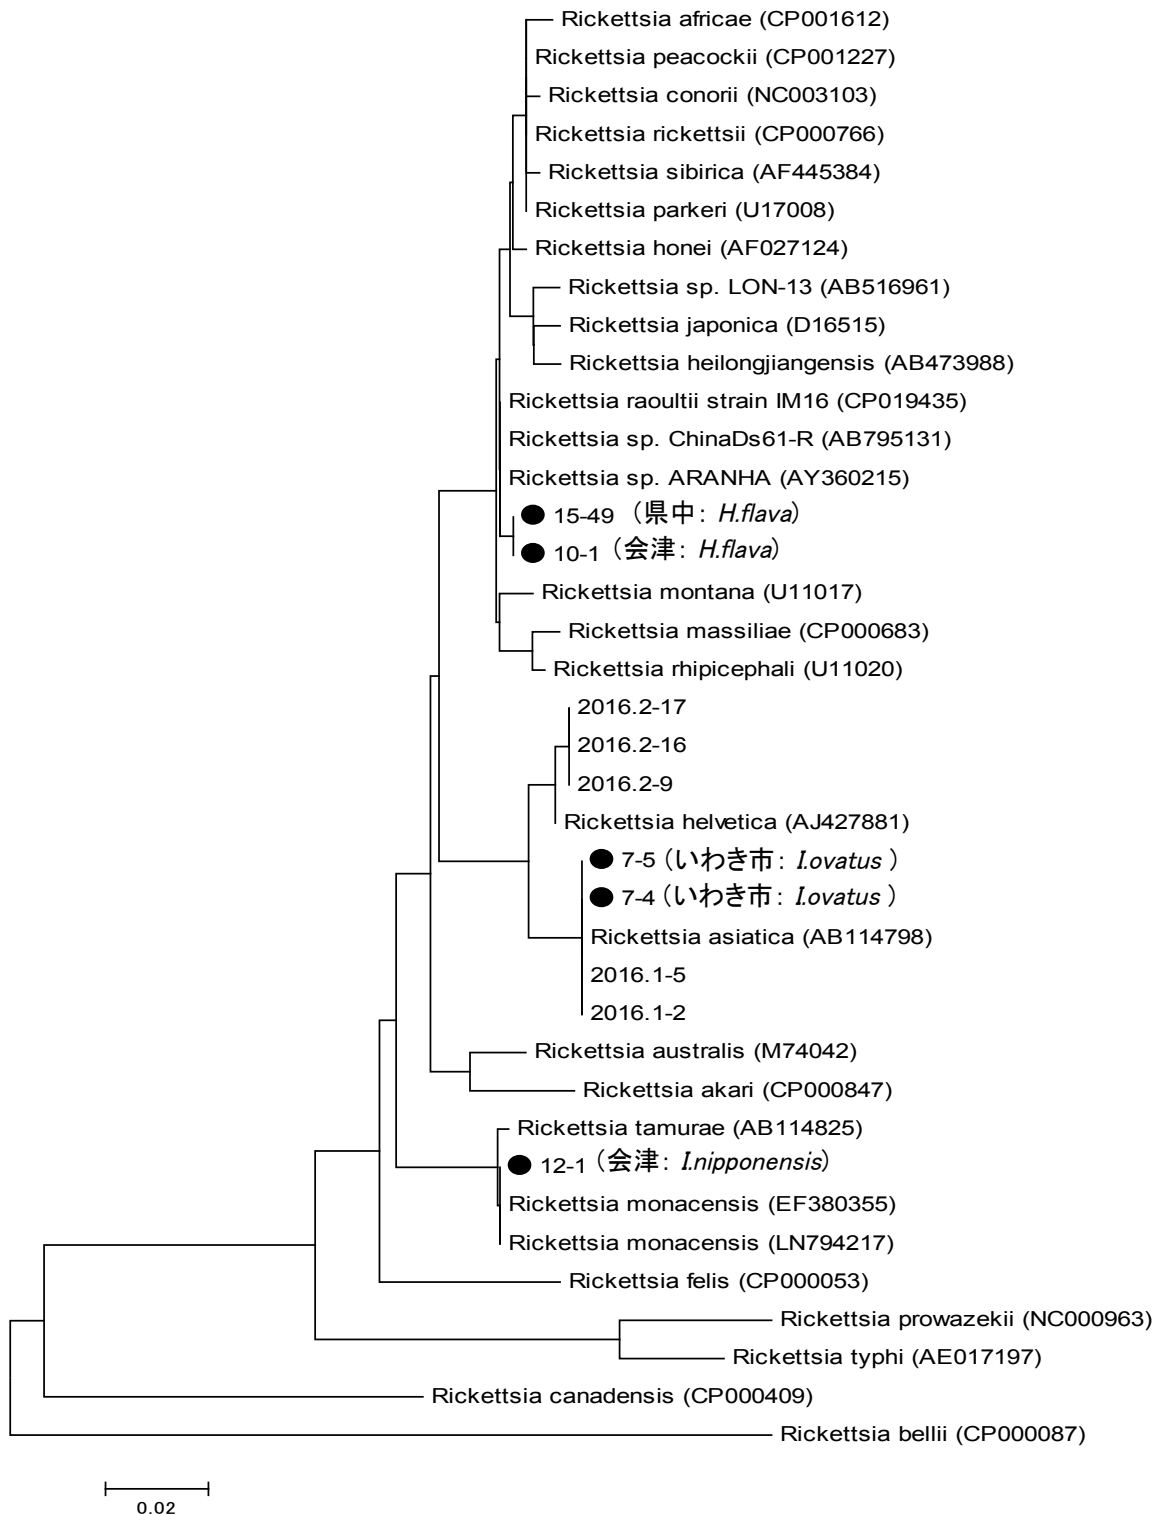 Rickettsia africae (CP001612)
Rickettsia peacockii (CP001227)
Rickettsia conorii (NC003103)
Rickettsia rickettsii (CP000766)
Rickettsia sibirica (AF445384)
Rickettsia parkeri (U17008)
Rickettsia honei (AF027124)
Rickettsia sp. LON-13 (AB516961)
Rickettsia japonica (D16515)
Rickettsia heilongjiangensis (AB473988)
Rickettsia raoultii strain IM16 (CP019435)
Rickettsia sp. ChinaDs61-R (AB795131)
Rickettsia sp. ARANHA (AY360215)
15-49 （県中： H.flava）
10-1 （会津： H.flava）
Rickettsia montana (U11017)
Rickettsia massiliae (CP000683)
Rickettsia rhipicephali (U11020)
2016.2-17
2016.2-16
2016.2-9
Rickettsia helvetica (AJ427881)
7-5 （いわき市： I.ovatus ）
7-4 （いわき市： I.ovatus ）
Rickettsia asiatica (AB114798)
2016.1-5
2016.1-2
Rickettsia australis (M74042)
Rickettsia akari (CP000847)
Rickettsia tamurae (AB114825)
12-1 （会津： I.nipponensis）
Rickettsia monacensis (EF380355)
Rickettsia monacensis (LN794217)
Rickettsia felis (CP000053)
Rickettsia prowazekii (NC000963)
Rickettsia typhi (AE017197)
Rickettsia canadensis (CP000409)
Rickettsia bellii (CP000087)
0.02